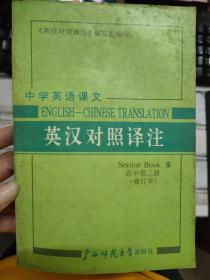 《英汉对照译注》编写组编写
中学英语课文
ENGLISH—CHINESE TRANSLATION
英汉对照译注
Senior Book Ⅲ
高中第三册
(修订本)
广西师范大学出版社